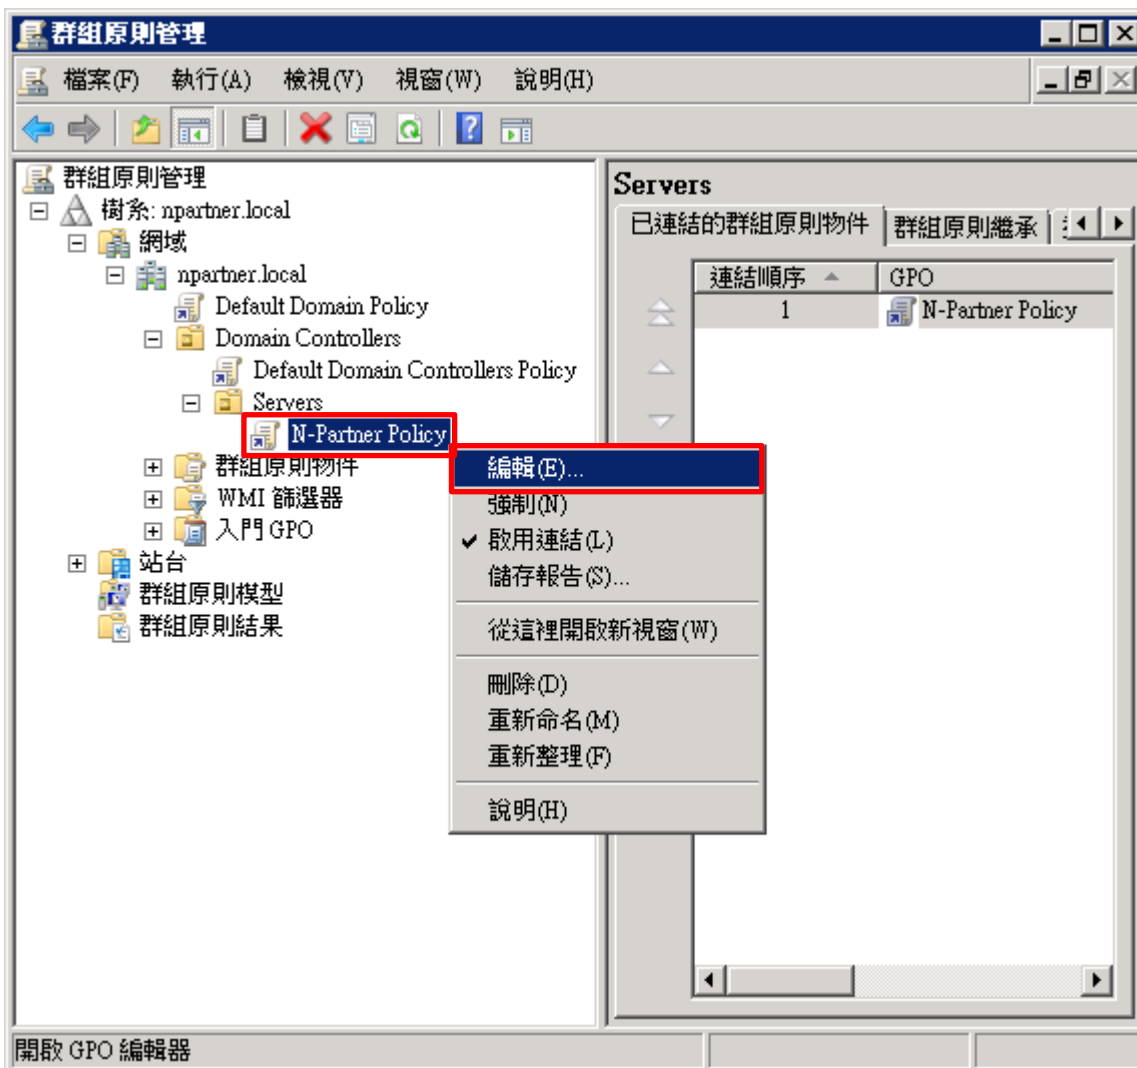 群組原則管理
檔案(F) 執行(A) 檢視(V) 視窗(W) 說明(H)
群組原則管理
樹系: npartner.local
網域
npartner.local
Default Domain Policy
Domain Controllers
Default Domain Controllers Policy
Servers
N-Partner Policy
群組原則物件
WMI 篩選器
入門 GPO
站台
群組原則模型
群組原則結果
Servers
已連結的群組原則物件 群組原則繼承
連結順序 GPO
1 N-Partner Policy
編輯(E)...
強制(N)
啟用連結(L)
儲存報告(S)...
從這裡開啟新視窗(W)
刪除(D)
重新命名(M)
重新整理(F)
說明(H)
開啟 GPO 編輯器